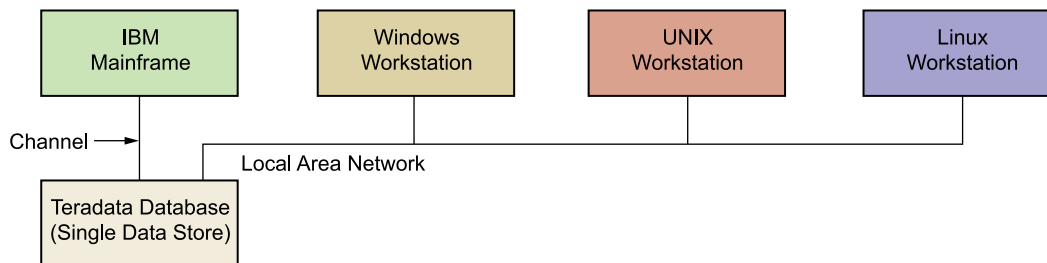 IBM
Mainframe
Windows
Workstation
UNIX
Workstation
Linux
Workstation
Channel
Local Area Network
Teradata Database
(Single Data Store)